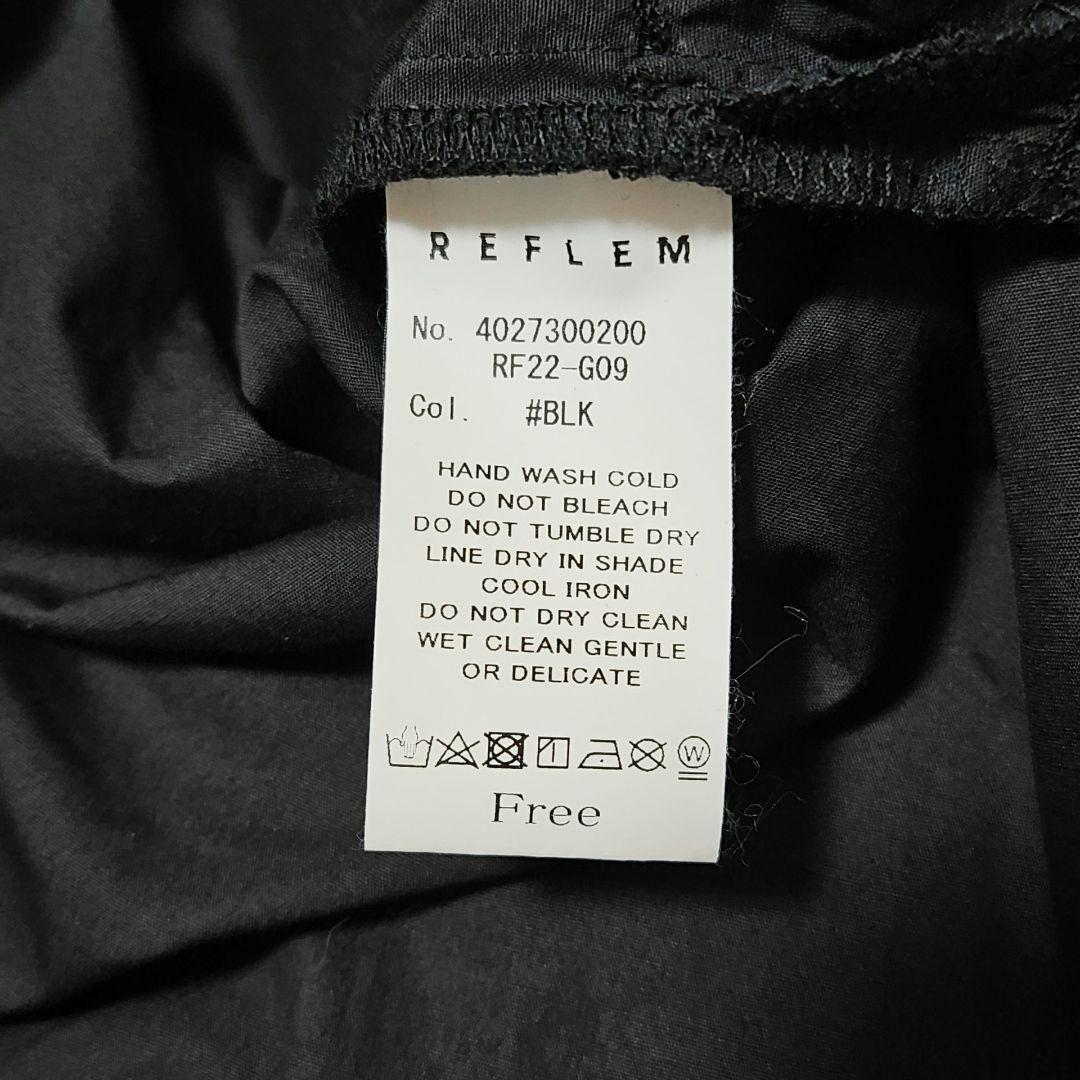 REFLEM
No. 4027300200
RF22-G09
Col. #BLK
HAND WASH COLD
DO NOT BLEACH
DO NOT TUMBLE DRY
LINE DRY IN SHADE
COOL IRON
DO NOT DRY CLEAN
WET CLEAN GENTLE
OR DELICATE
W
Free